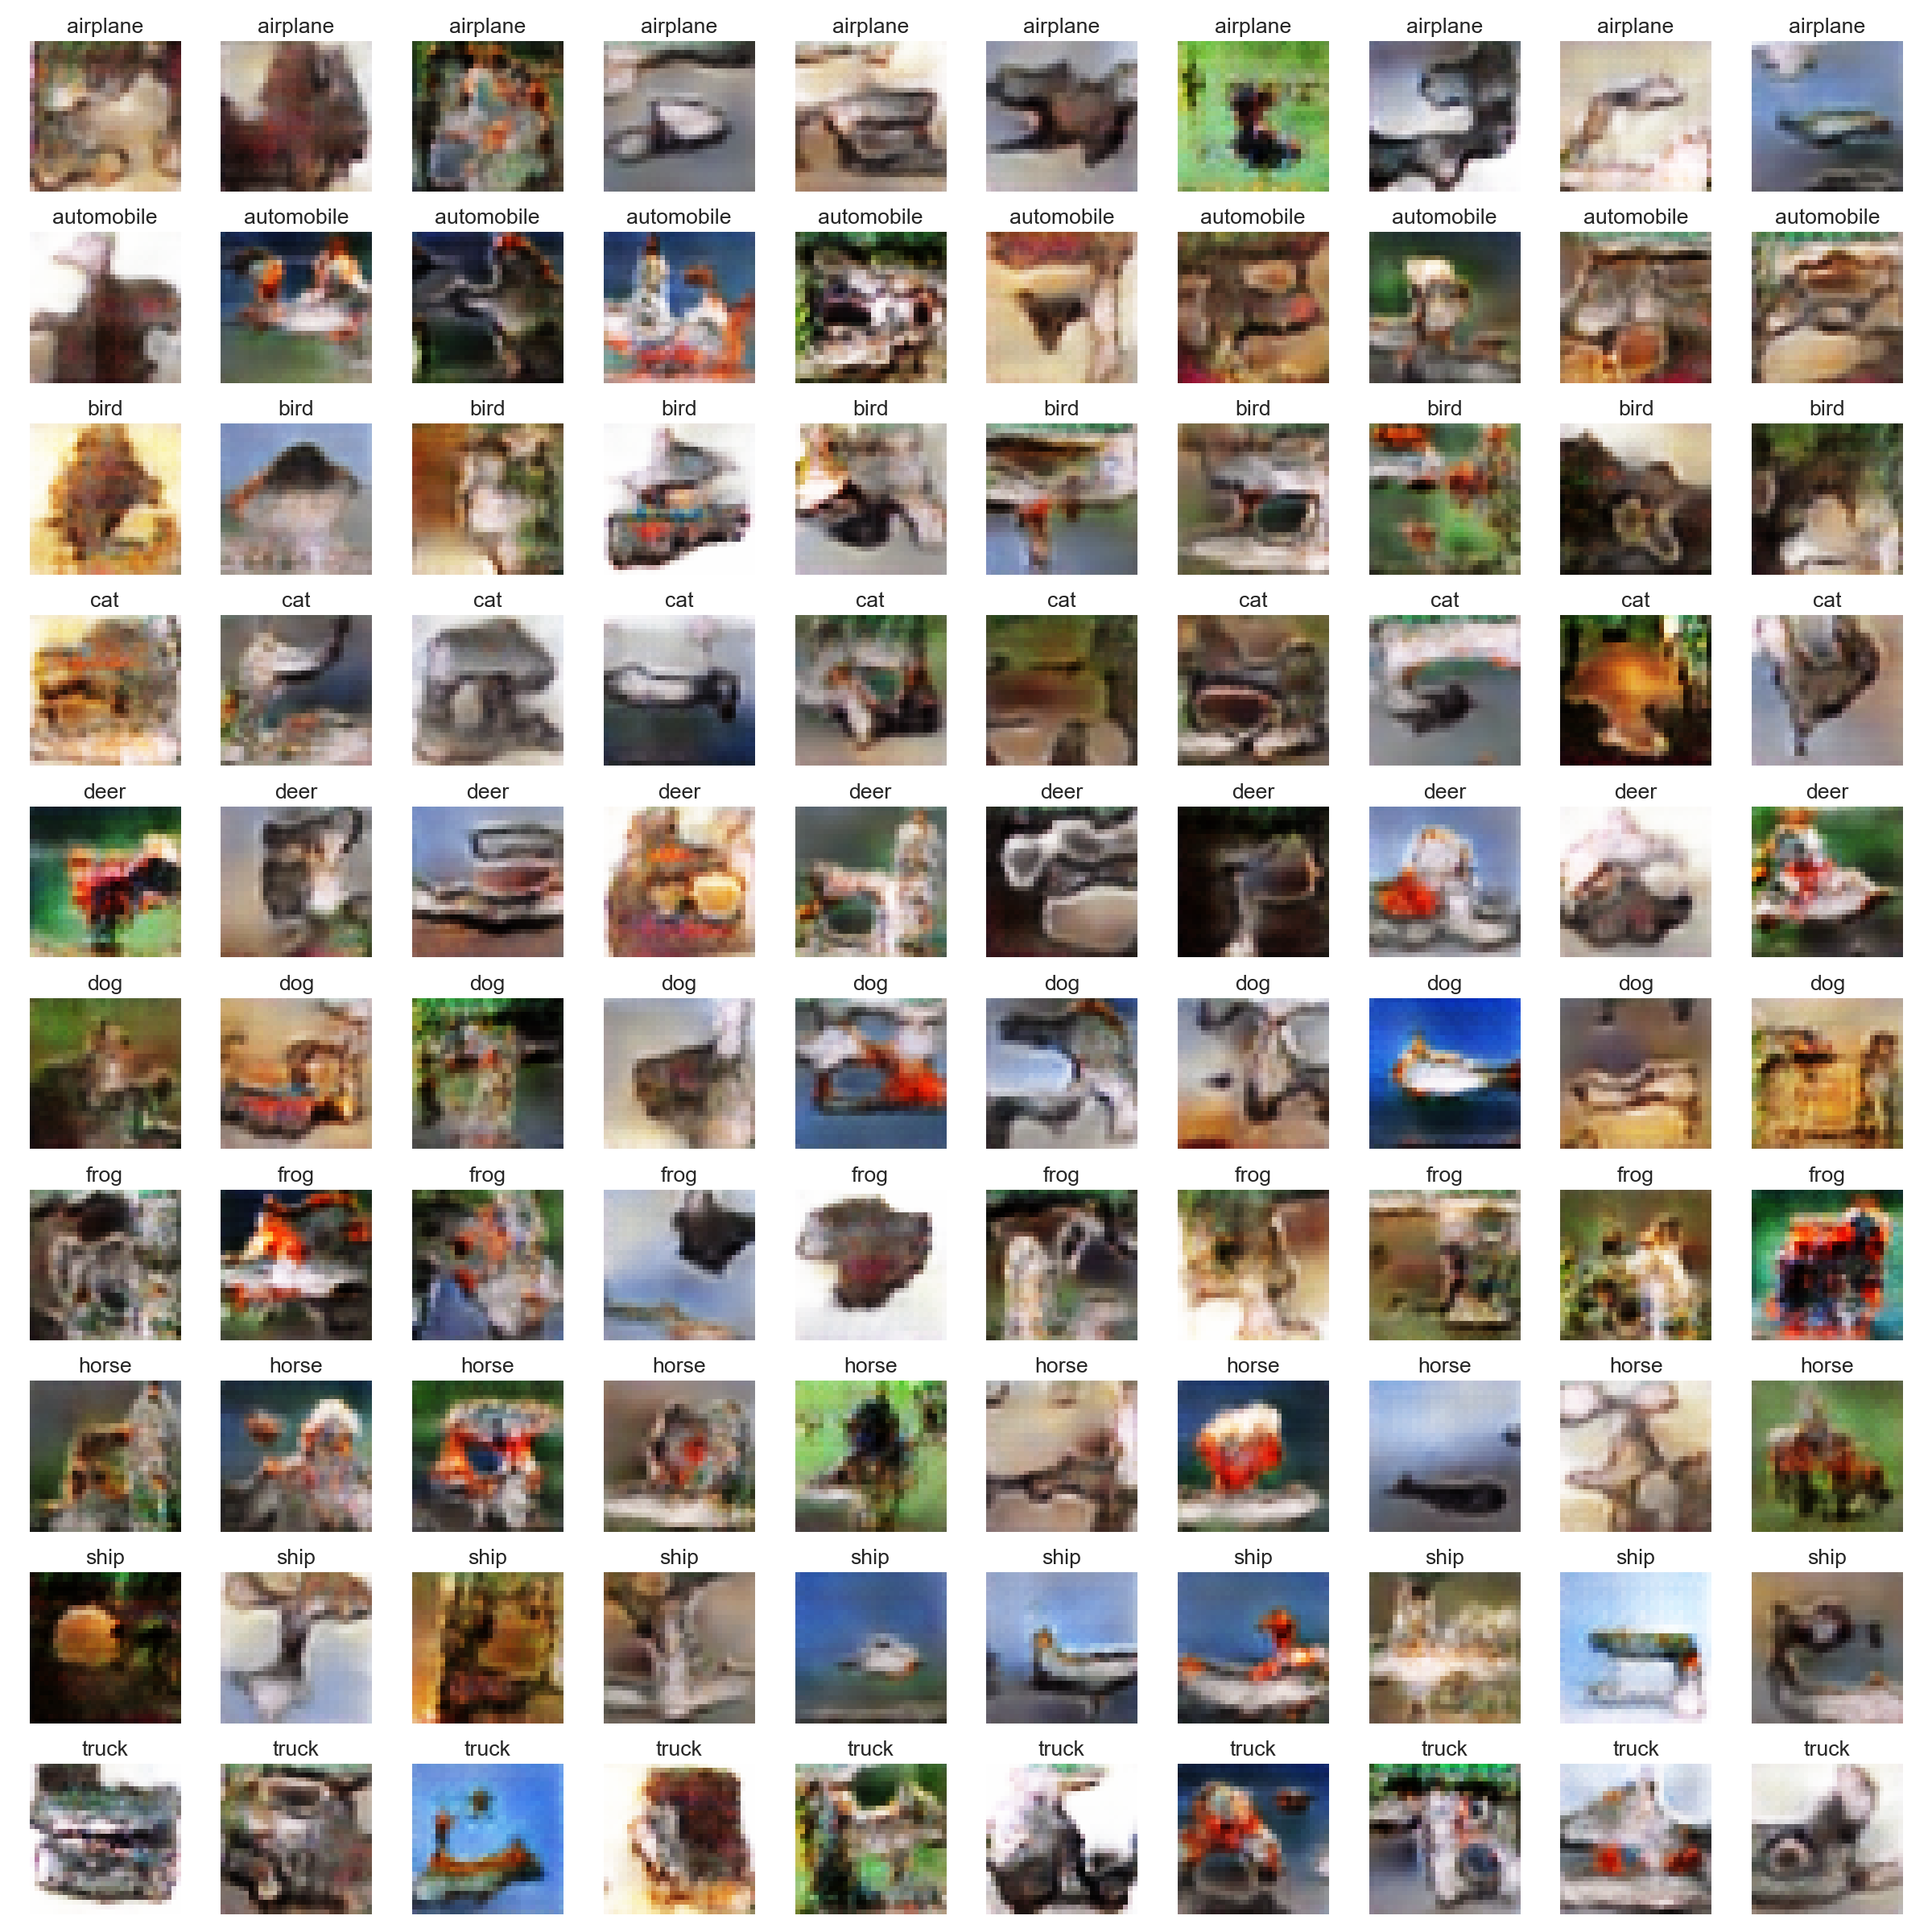 airplane airplane airplane airplane airplane airplane airplane airplane airplane airplane
automobile automobile automobile automobile automobile automobile automobile automobile automobile automobile
bird bird bird bird bird bird bird bird bird bird
cat cat cat cat cat cat cat cat cat cat
deer deer deer deer deer deer deer deer deer deer
dog dog dog dog dog dog dog dog dog dog
frog frog frog frog frog frog frog frog frog frog
horse horse horse horse horse horse horse horse horse horse
ship ship ship ship ship ship ship ship ship ship
truck truck truck truck truck truck truck truck truck truck